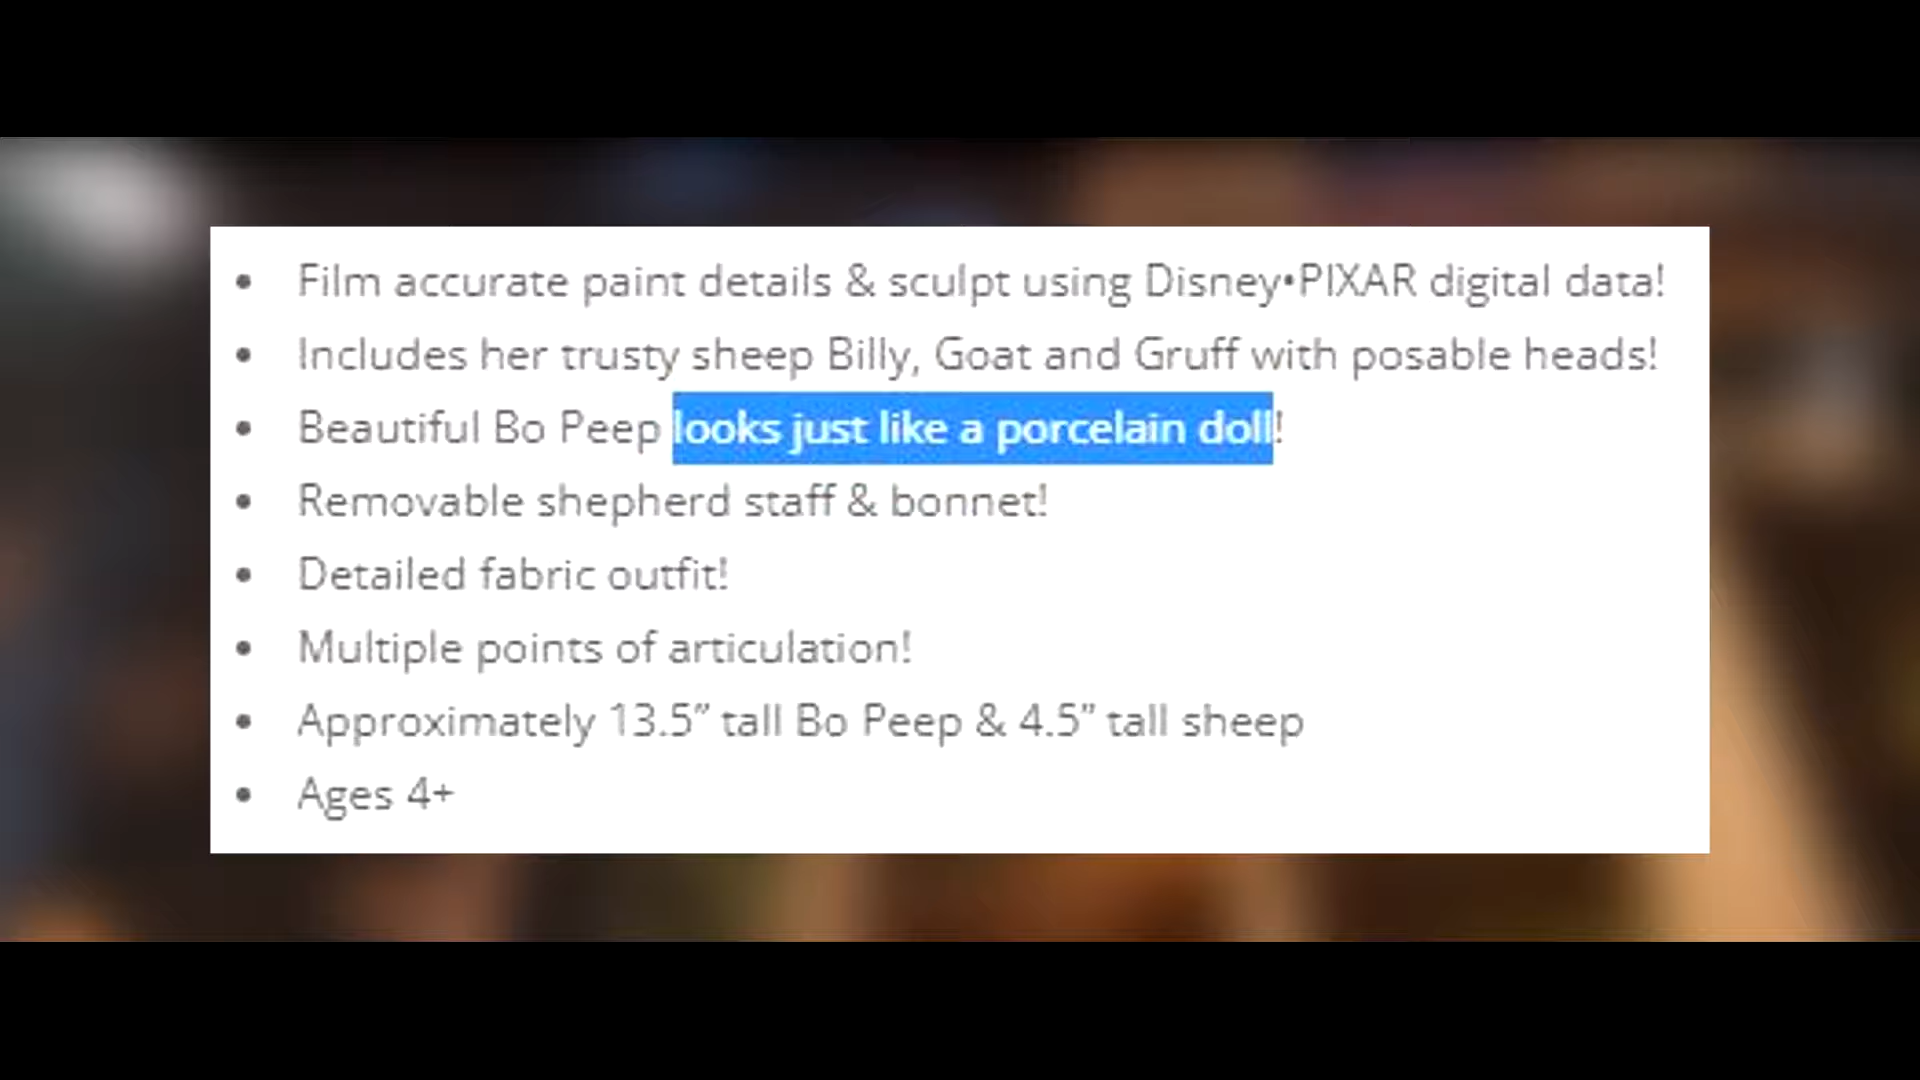 • Film accurate paint details & sculpt using Disney•PIXAR digital data!
• Includes her trusty sheep Billy, Goat and Gruff with posable heads!
• Beautiful Bo Peep looks just like a porcelain doll!
• Removable shepherd staff & bonnet!
• Detailed fabric outfit!
• Multiple points of articulation!
• Approximately 13.5” tall Bo Peep & 4.5” tall sheep
• Ages 4+